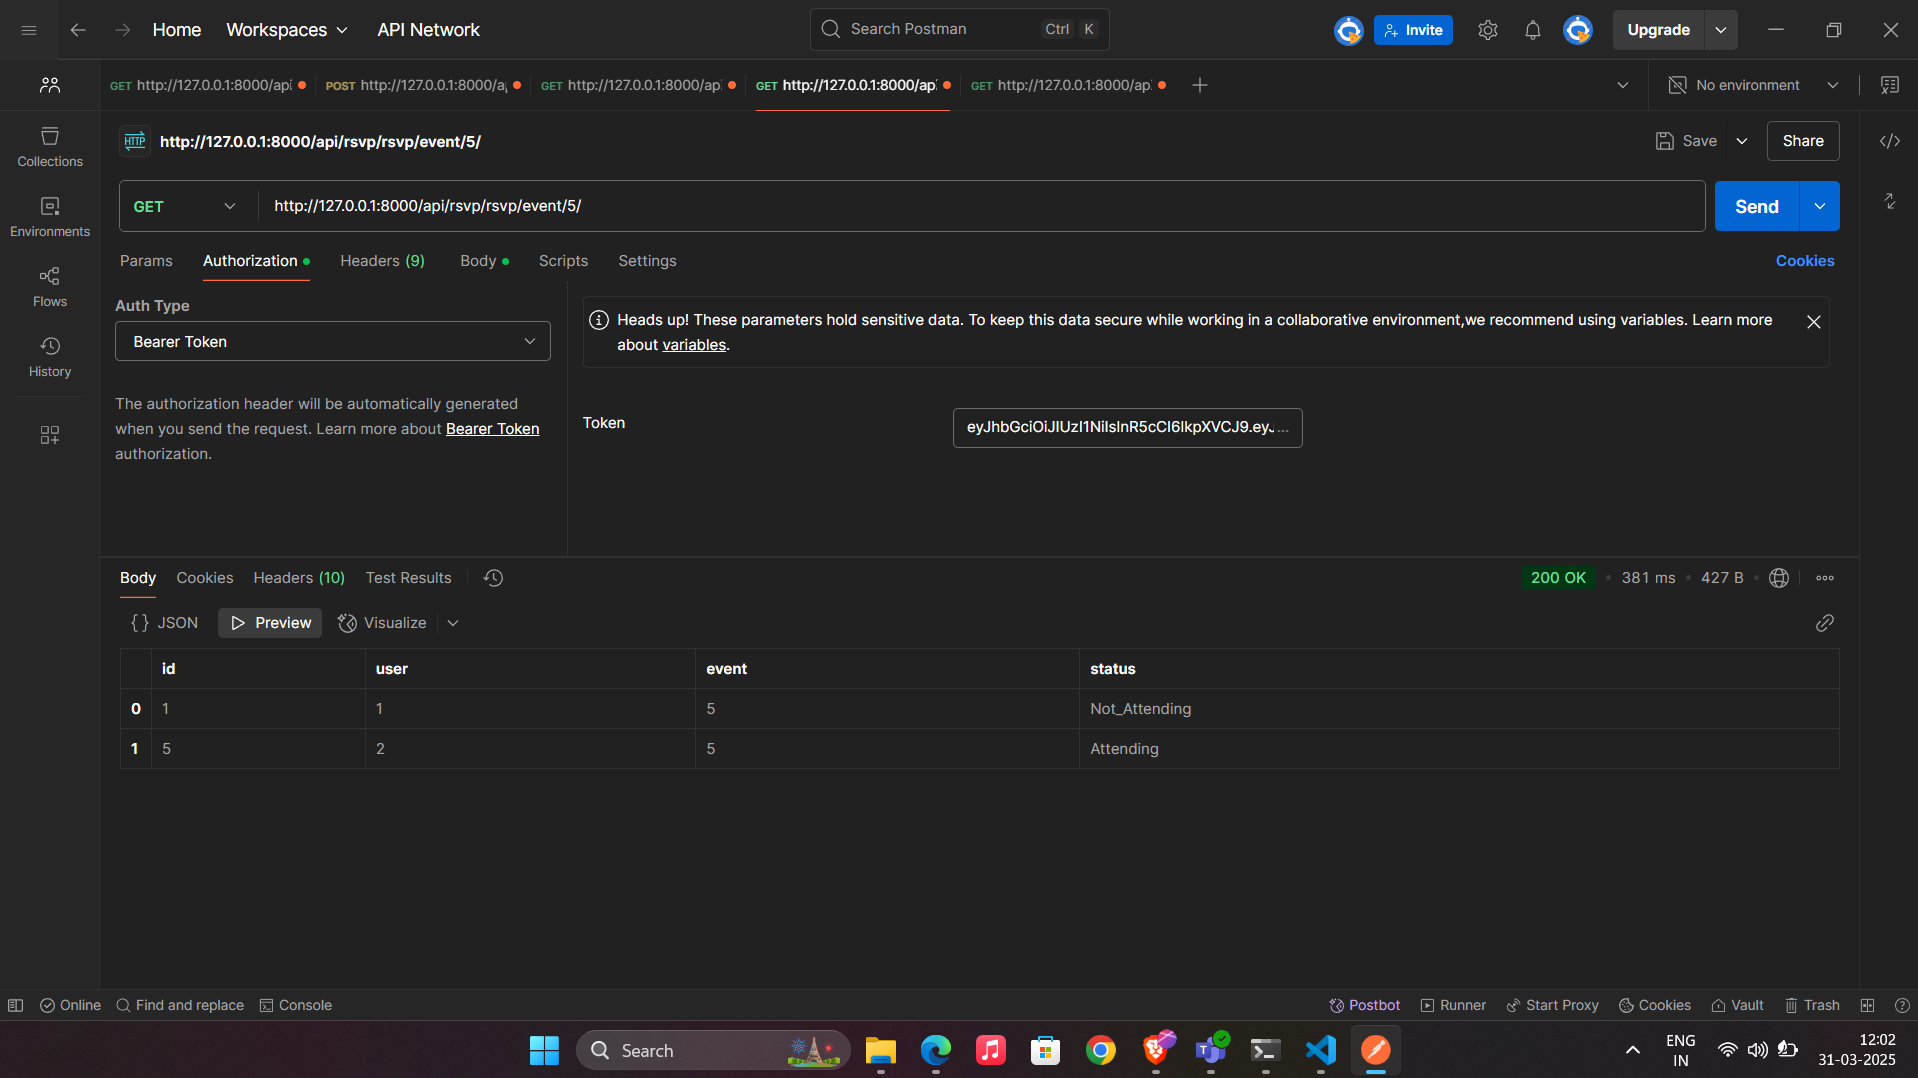 Home Workspaces API Network Search Postman Ctrl K Invite Upgrade
GET http://127.0.0.1:8000/api POST http://127.0.0.1:8000/a GET http://127.0.0.1:8000/ap GET http://127.0.0.1:8000/ap GET http://127.0.0.1:8000/ap No environment
HTTP http://127.0.0.1:8000/api/rsvp/rsvp/event/5/ Save Share
GET http://127.0.0.1:8000/api/rsvp/rsvp/event/5/ Send
Params Authorization Headers (9) Body Scripts Settings Cookies
Collections
Environments
Flows
History
Auth Type
Bearer Token
The authorization header will be automatically generated
when you send the request. Learn more about Bearer Token
authorization.
Heads up! These parameters hold sensitive data. To keep this data secure while working in a collaborative environment,we recommend using variables. Learn more
about variables.
Token eyJhbGciOiJIUzI1NiIsInR5cCI6IkpXVCJ9.eyJ...
Body Cookies Headers (10) Test Results 200 OK 381 ms 427 B
{} JSON Preview Visualize
id user event status
0 1 1 5 Not_Attending
1 5 2 5 Attending
Online Find and replace Console Postbot Runner Start Proxy Cookies Vault Trash
Search ENG 12:02
IN 31-03-2025